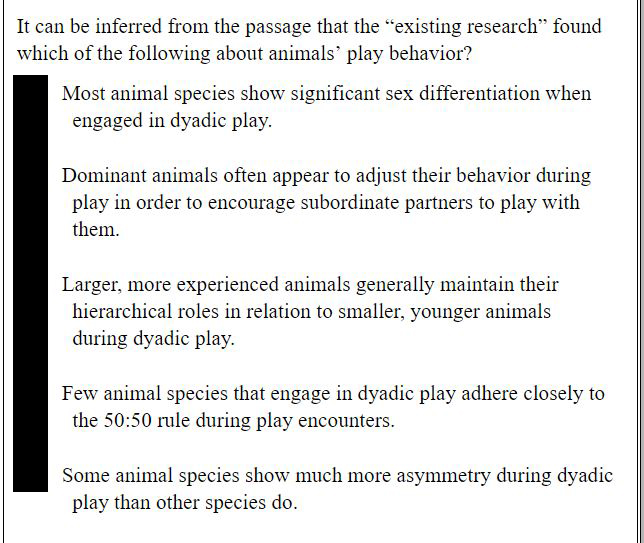 It can be inferred from the passage that the “existing research” found
which of the following about animals’ play behavior?
Most animal species show significant sex differentiation when
engaged in dyadic play.
Dominant animals often appear to adjust their behavior during
play in order to encourage subordinate partners to play with
them.
Larger, more experienced animals generally maintain their
hierarchical roles in relation to smaller, younger animals
during dyadic play.
Few animal species that engage in dyadic play adhere closely to
the 50:50 rule during play encounters.
Some animal species show much more asymmetry during dyadic
play than other species do.